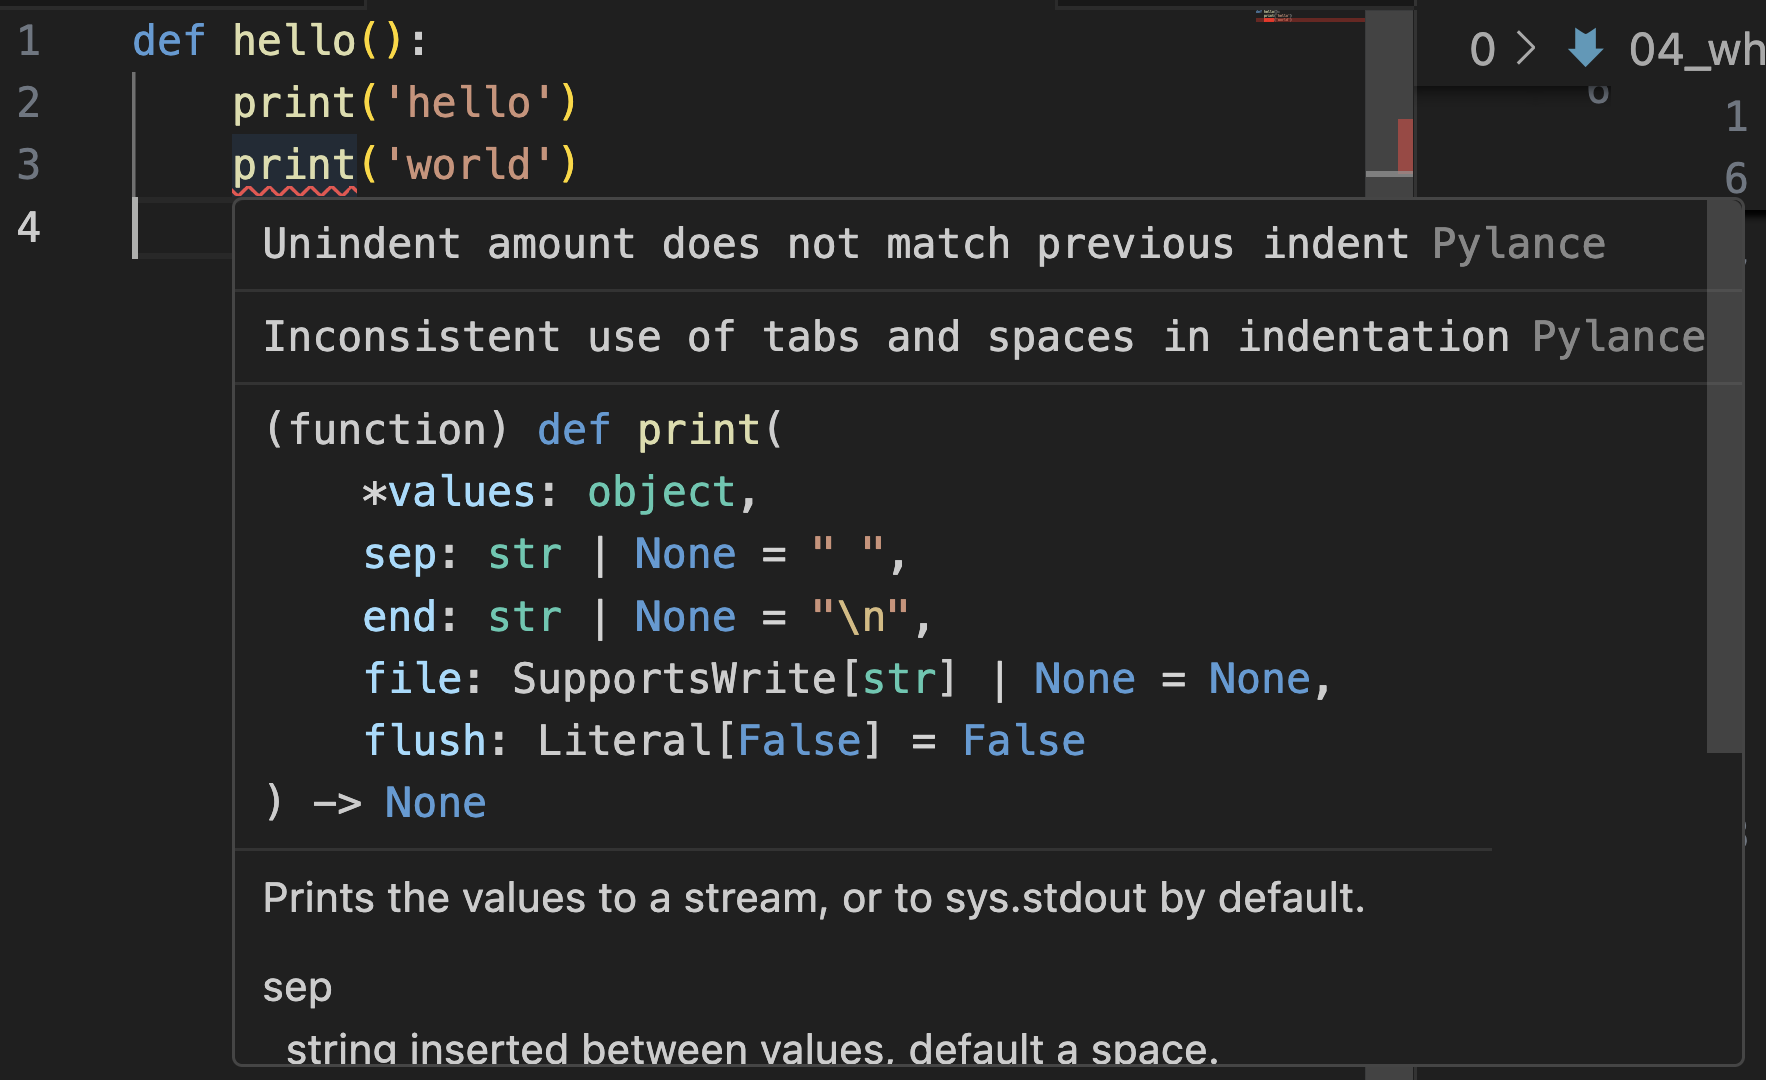 1 def hello():
2     print('hello')
3     print('world')
4
0 > 04_wh
6
1
6
Unindent amount does not match previous indent Pylance
Inconsistent use of tabs and spaces in indentation Pylance
(function) def print(
    *values: object,
    sep: str | None = " ",
    end: str | None = "\n",
    file: SupportsWrite[str] | None = None,
    flush: Literal[False] = False
) -> None
Prints the values to a stream, or to sys.stdout by default.
sep
  string inserted between values, default a space.